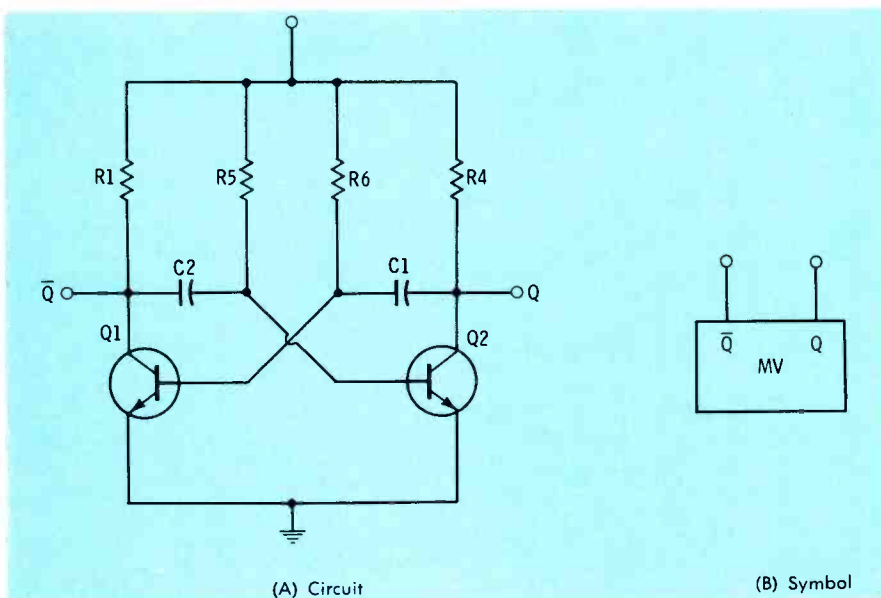 R1
R5
R6
R4
C2
C1
Q̅
Q
Q1
Q2
Q̅ Q
MV
(A) Circuit
(B) Symbol